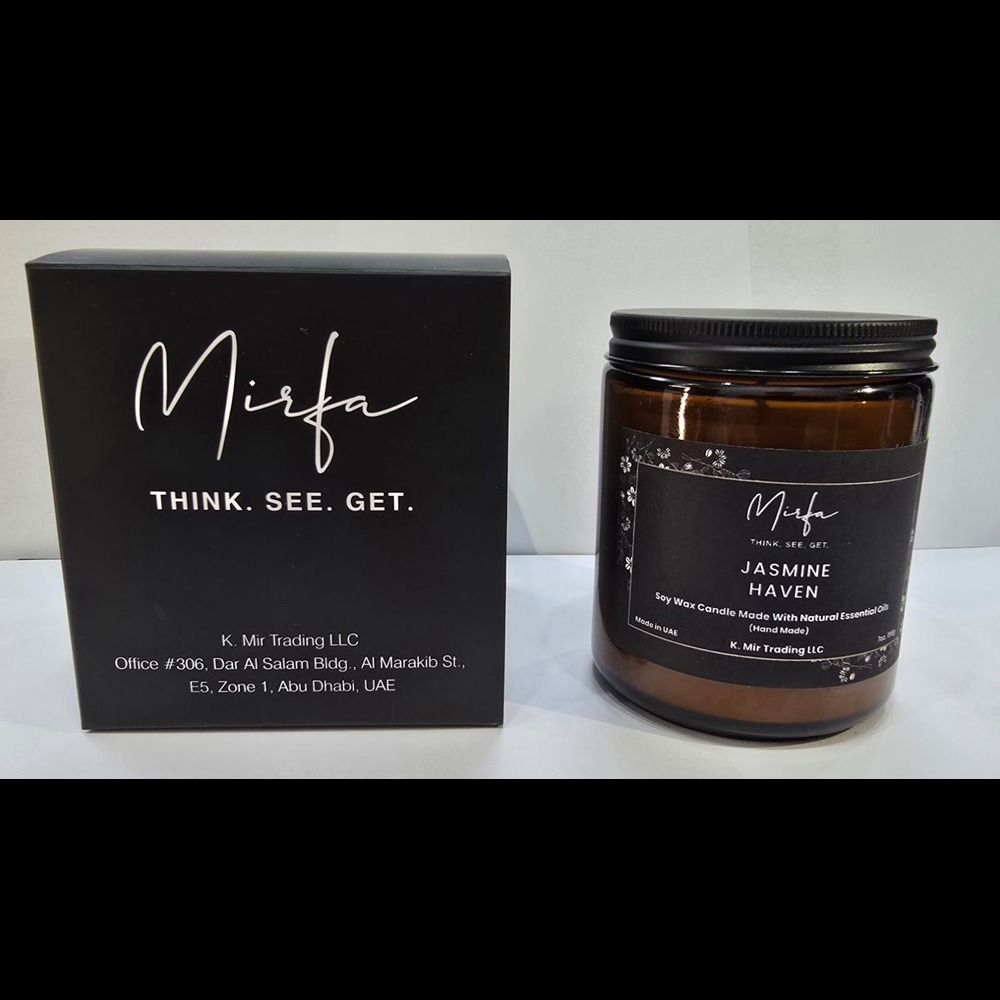 Mirfa
THINK. SEE. GET.
K. Mir Trading LLC
Office #306, Dar Al Salam Bldg., Al Marakib St.,
E5, Zone 1, Abu Dhabi, UAE
Mirfa
THINK. SEE. GET.
JASMINE
HAVEN
Soy Wax Candle Made With Natural Essential Oils
(Hand Made)
Made in UAE
K. Mir Trading LLC
7oz.